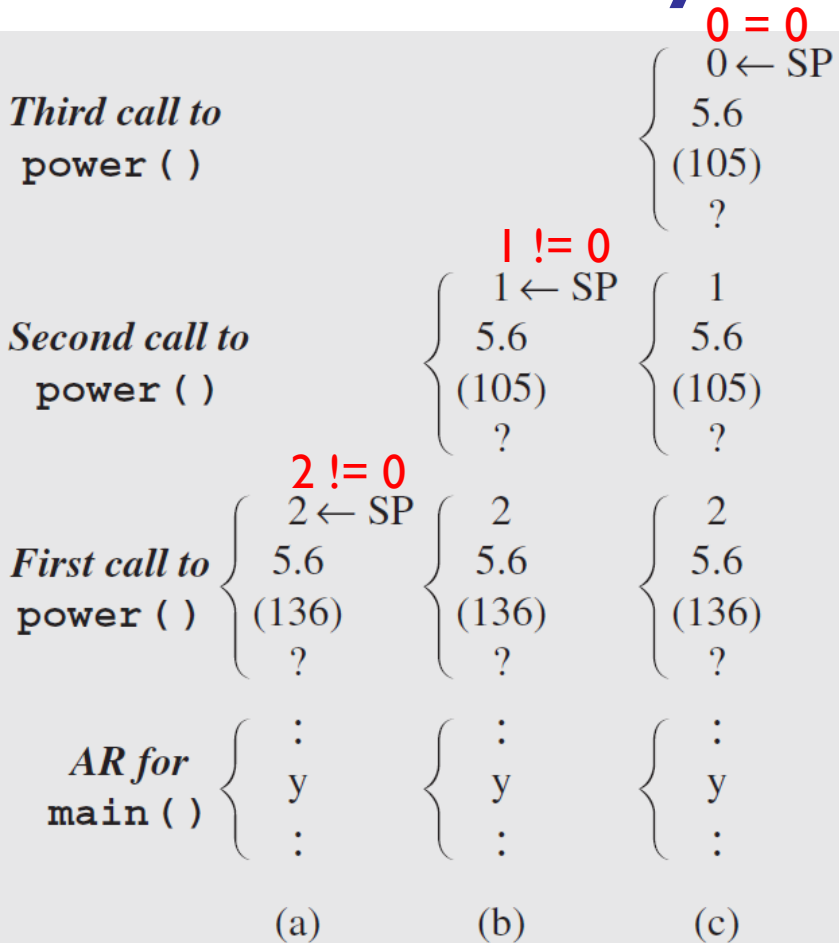 0 = 0
0 ← SP
Third call to 5.6
power ( ) (105)
?
1 != 0
1 ← SP 1
Second call to 5.6 5.6
power ( ) (105) (105)
? ?
2 != 0
2 ← SP 2 2
First call to 5.6 5.6 5.6
power ( ) (136) (136) (136)
? ? ?
: : :
AR for y y y
main ( )
: : :
(a) (b) (c)